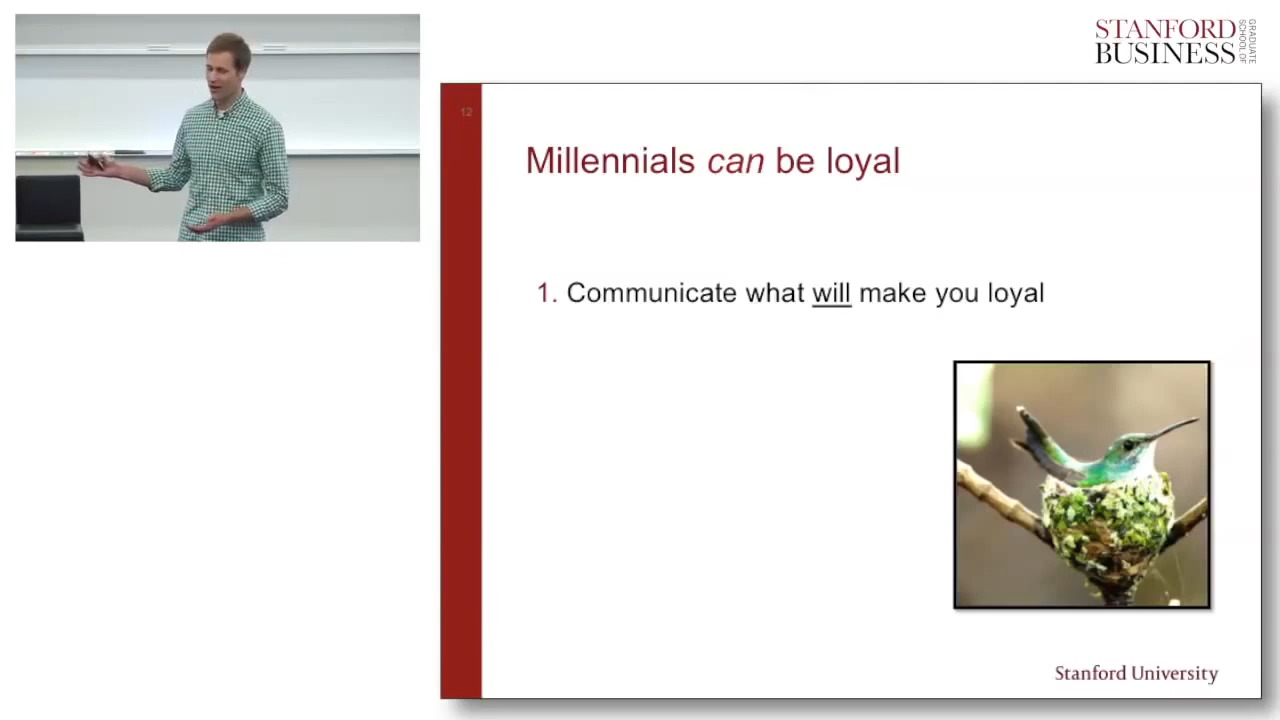 STANFORD
BUSINESS
GRADUATE
SCHOOL OF
12
Millennials can be loyal
1. Communicate what will make you loyal
Stanford University